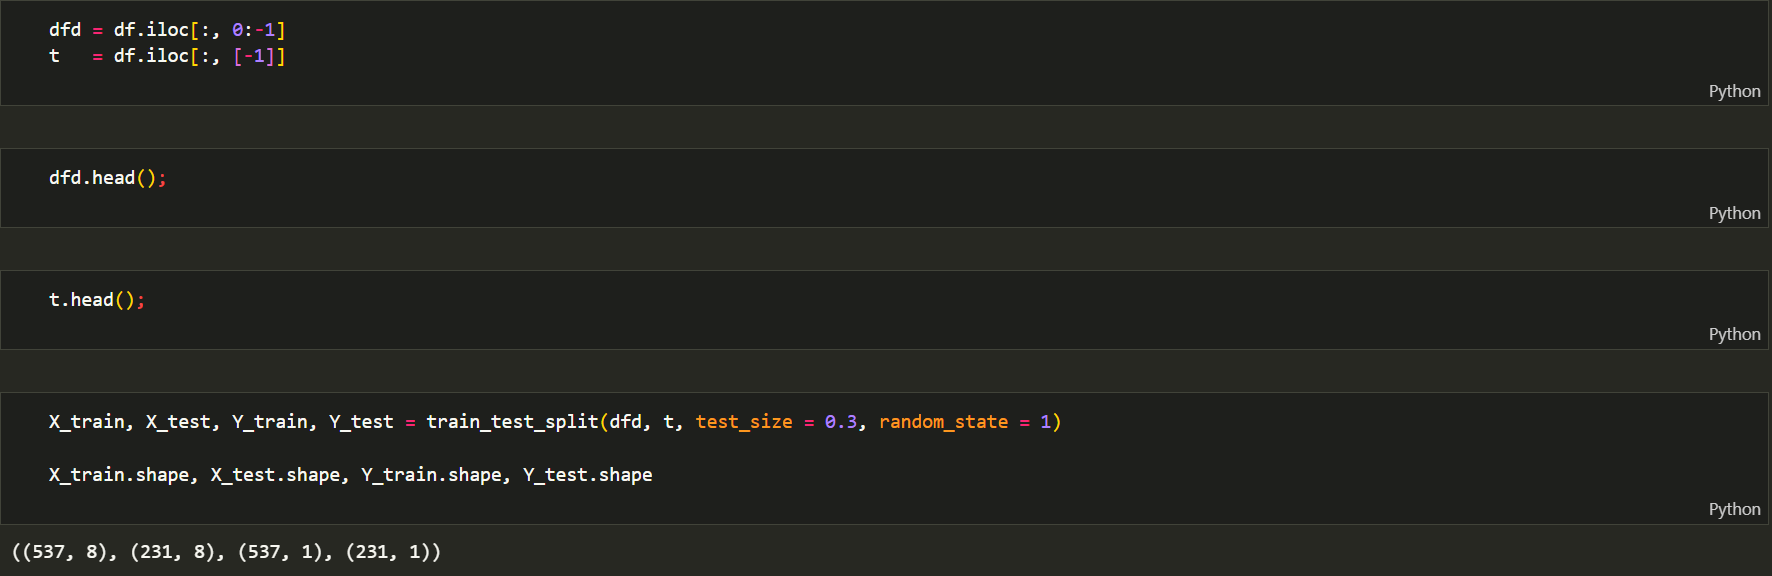 dfd = df.iloc[:, 0:-1]
t   = df.iloc[:, [-1]]
Python
dfd.head();
Python
t.head();
Python
X_train, X_test, Y_train, Y_test = train_test_split(dfd, t, test_size = 0.3, random_state = 1)
X_train.shape, X_test.shape, Y_train.shape, Y_test.shape
Python
((537, 8), (231, 8), (537, 1), (231, 1))